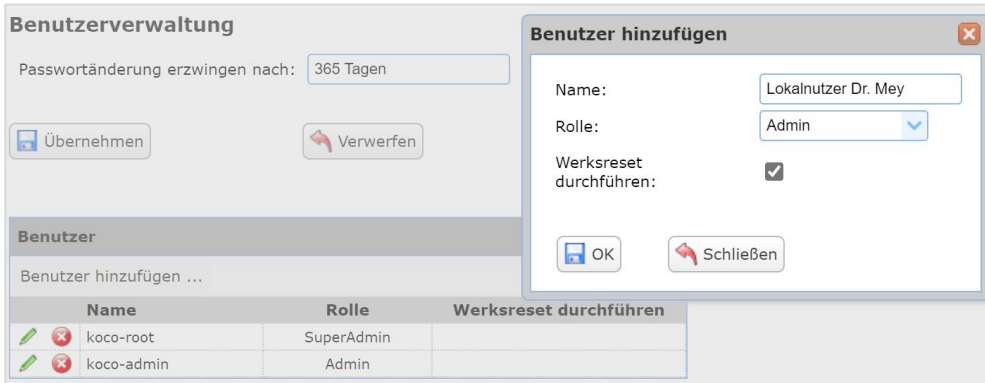 Benutzerverwaltung
Passwortänderung erzwingen nach: 365 Tagen
Übernehmen Verwerfen
Benutzer
Benutzer hinzufügen ...
Name Rolle Werksreset durchführen
koco-root SuperAdmin
koco-admin Admin
Benutzer hinzufügen
Name: Lokalnutzer Dr. Mey
Rolle: Admin
Werksreset
durchführen:
OK Schließen